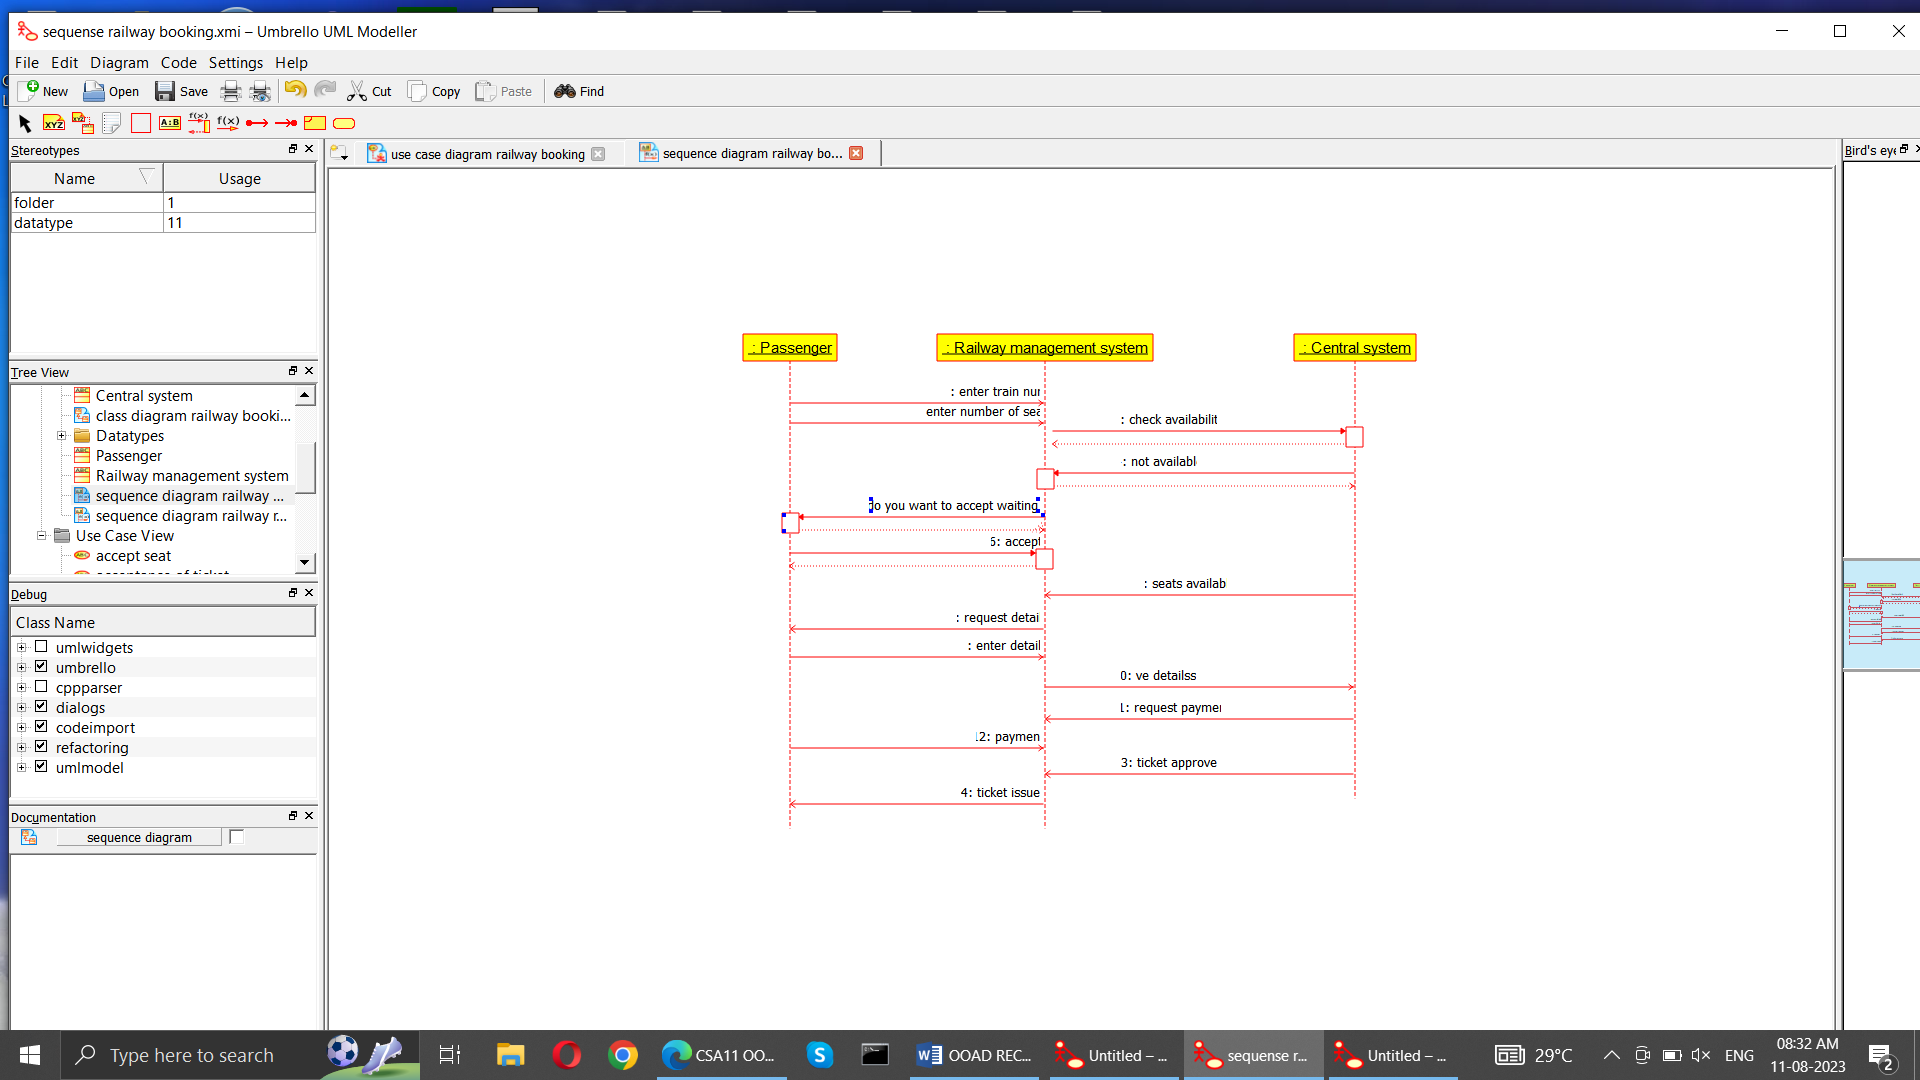 sequense railway booking.xmi – Umbrello UML Modeller
File Edit Diagram Code Settings Help
New Open Save Cut Copy Paste Find
XYZ XYZ A:B f(x) f(x)
Stereotypes
Name Usage
folder 1
datatype 11
Tree View
Central system
class diagram railway booki...
Datatypes
Passenger
Railway management system
sequence diagram railway ...
sequence diagram railway r...
Use Case View
accept seat
Debug
Class Name
umlwidgets
umbrello
cppparser
dialogs
codeimport
refactoring
umlmodel
Documentation
sequence diagram
use case diagram railway booking
sequence diagram railway bo...
Bird's eye
: Passenger
: Railway management system
: Central system
: enter train nur
enter number of sea
: check availabilit
: not availabl
do you want to accept waiting
: accept
: seats availab
: request detai
: enter detail
0: ve detailss
1: request paymer
12: paymen
3: ticket approve
4: ticket issue
Type here to search
CSA11 OO...
OOAD REC...
Untitled – ...
sequense r...
Untitled – ...
29°C
ENG
08:32 AM
11-08-2023
2